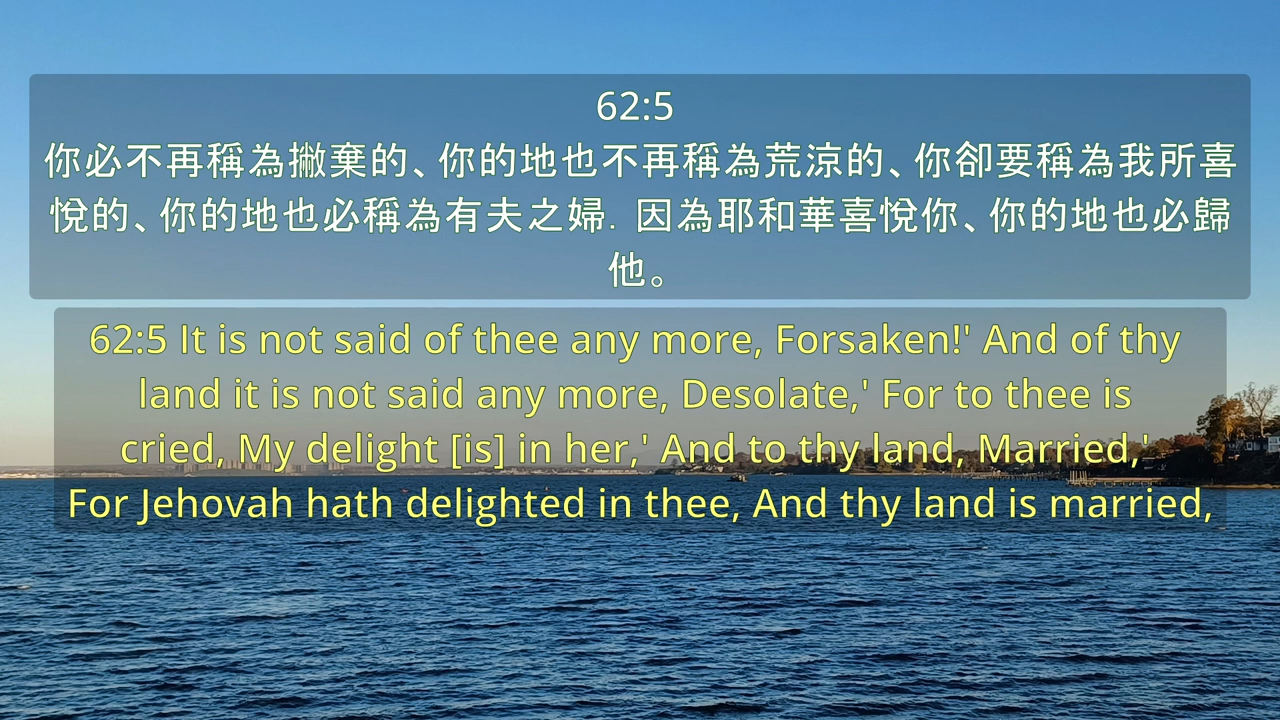 62:5
你必不再稱為撇棄的、你的地也不再稱為荒涼的、你卻要稱為我所喜
悅的、你的地也必稱為有夫之婦. 因為耶和華喜悅你、你的地也必歸
他。
62:5 It is not said of thee any more, Forsaken!' And of thy
land it is not said any more, Desolate,' For to thee is
cried, My delight [is] in her,' And to thy land, Married,'
For Jehovah hath delighted in thee, And thy land is married,